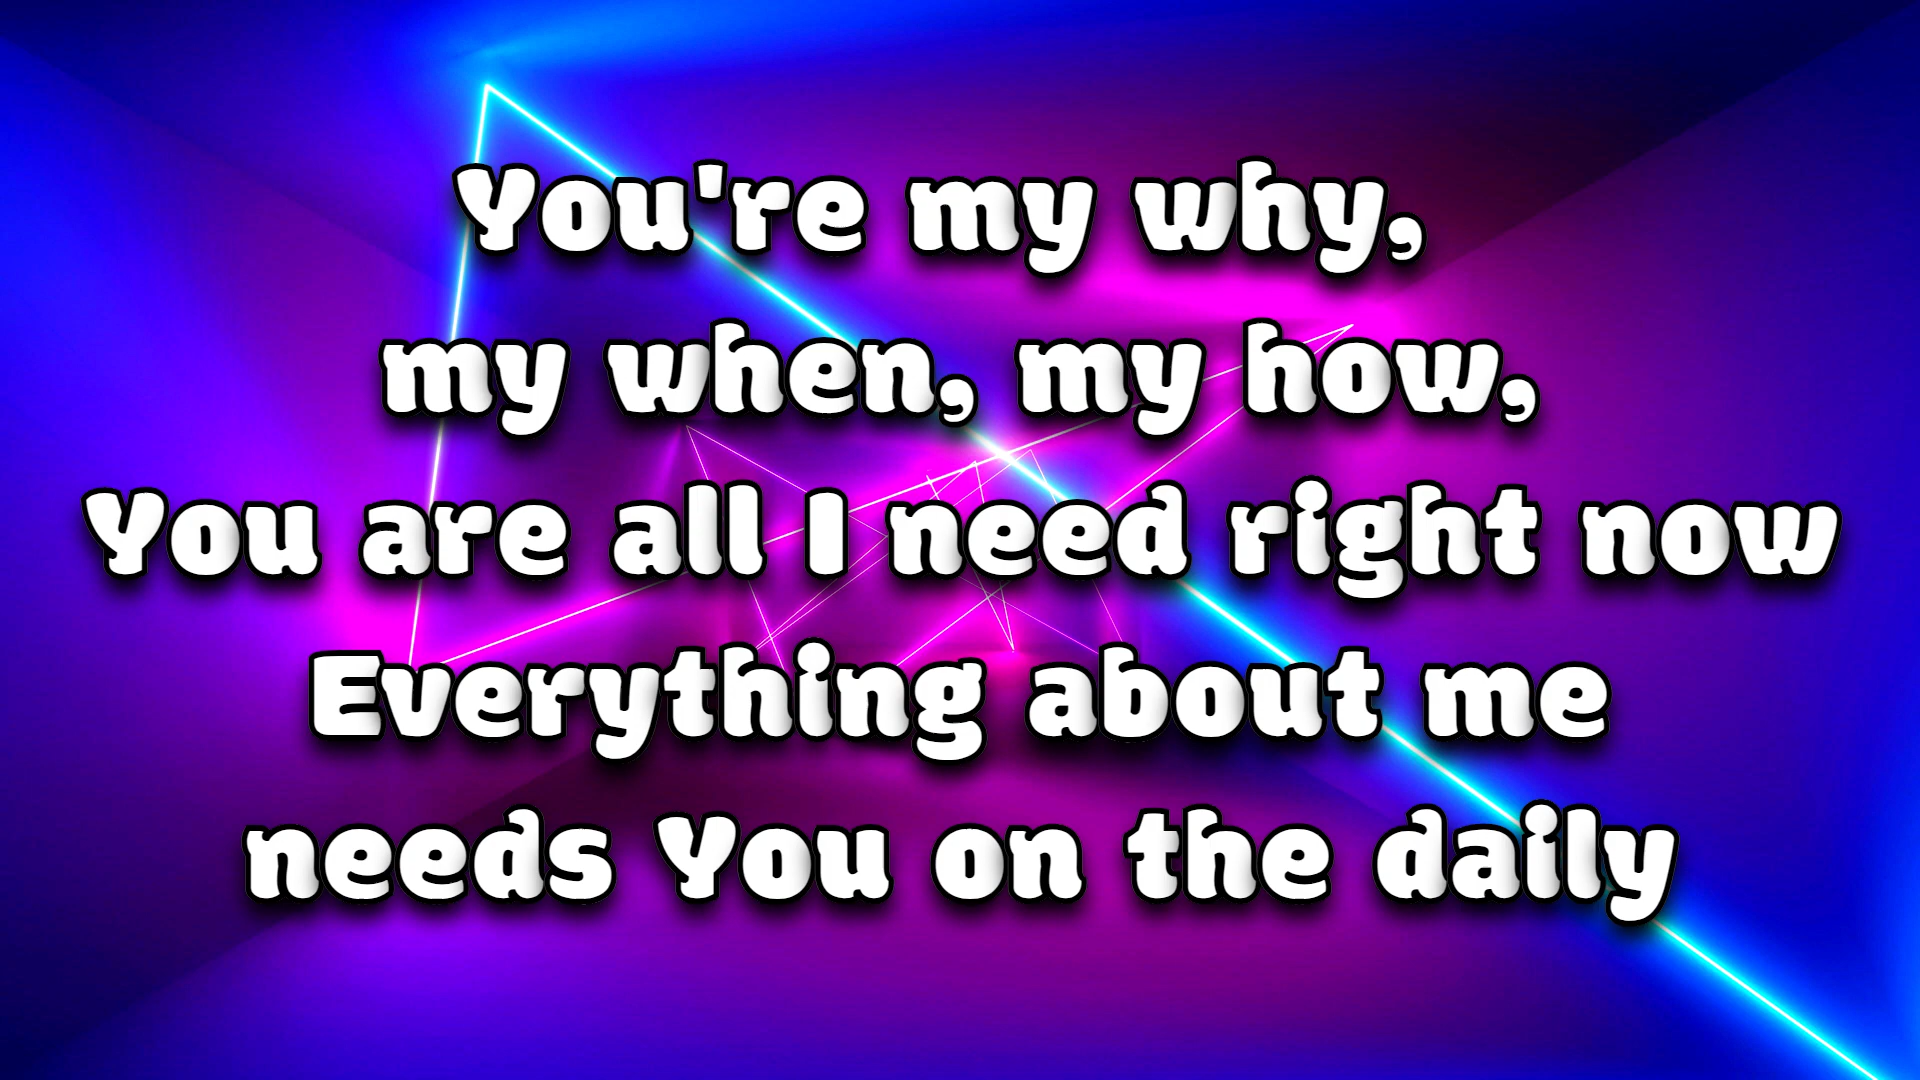 You're my why,
my when, my how,
You are all I need right now
Everything about me
needs You on the daily